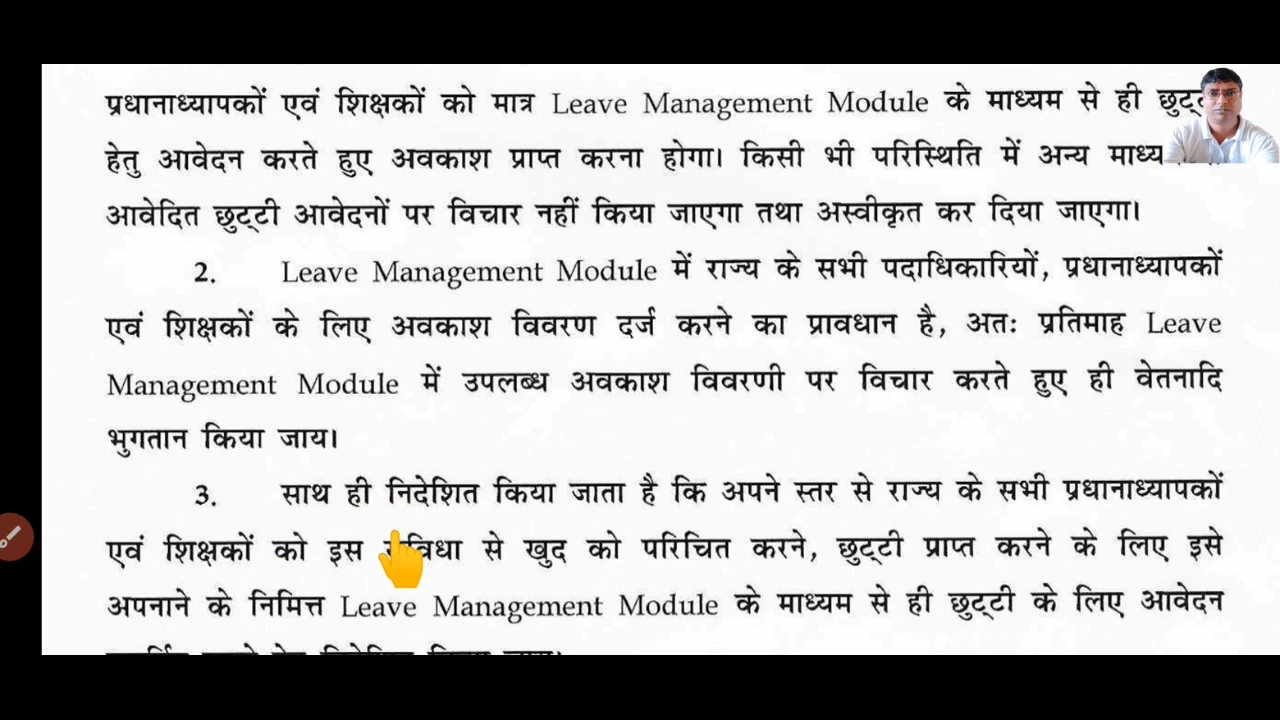 प्रधानाध्यापकों एवं शिक्षकों को मात्र Leave Management Module के माध्यम से ही
हेतु आवेदन करते हुए अवकाश प्राप्त करना होगा। किसी भी परिस्थिति में अन्य
आवेदित छुट्टी आवेदनों पर विचार नहीं किया जाएगा तथा अस्वीकृत कर दिया जाएगा।
2. Leave Management Module में राज्य के सभी पदाधिकारियों, प्रधानाध्यापकों
एवं शिक्षकों के लिए अवकाश विवरण दर्ज करने का प्रावधान है, अतः प्रतिमाह Leave
Management Module में उपलब्ध अवकाश विवरणी पर विचार करते हुए ही वेतनादि
भुगतान किया जाय।
3. साथ ही निदेशित किया जाता है कि अपने स्तर से राज्य के सभी प्रधानाध्यापकों
एवं शिक्षकों को इस से खुद को परिचित करने, छुट्टी प्राप्त करने के लिए इसे
अपनाने के निमित्त Leave Management Module के माध्यम से ही छुट्टी के लिए आवेदन